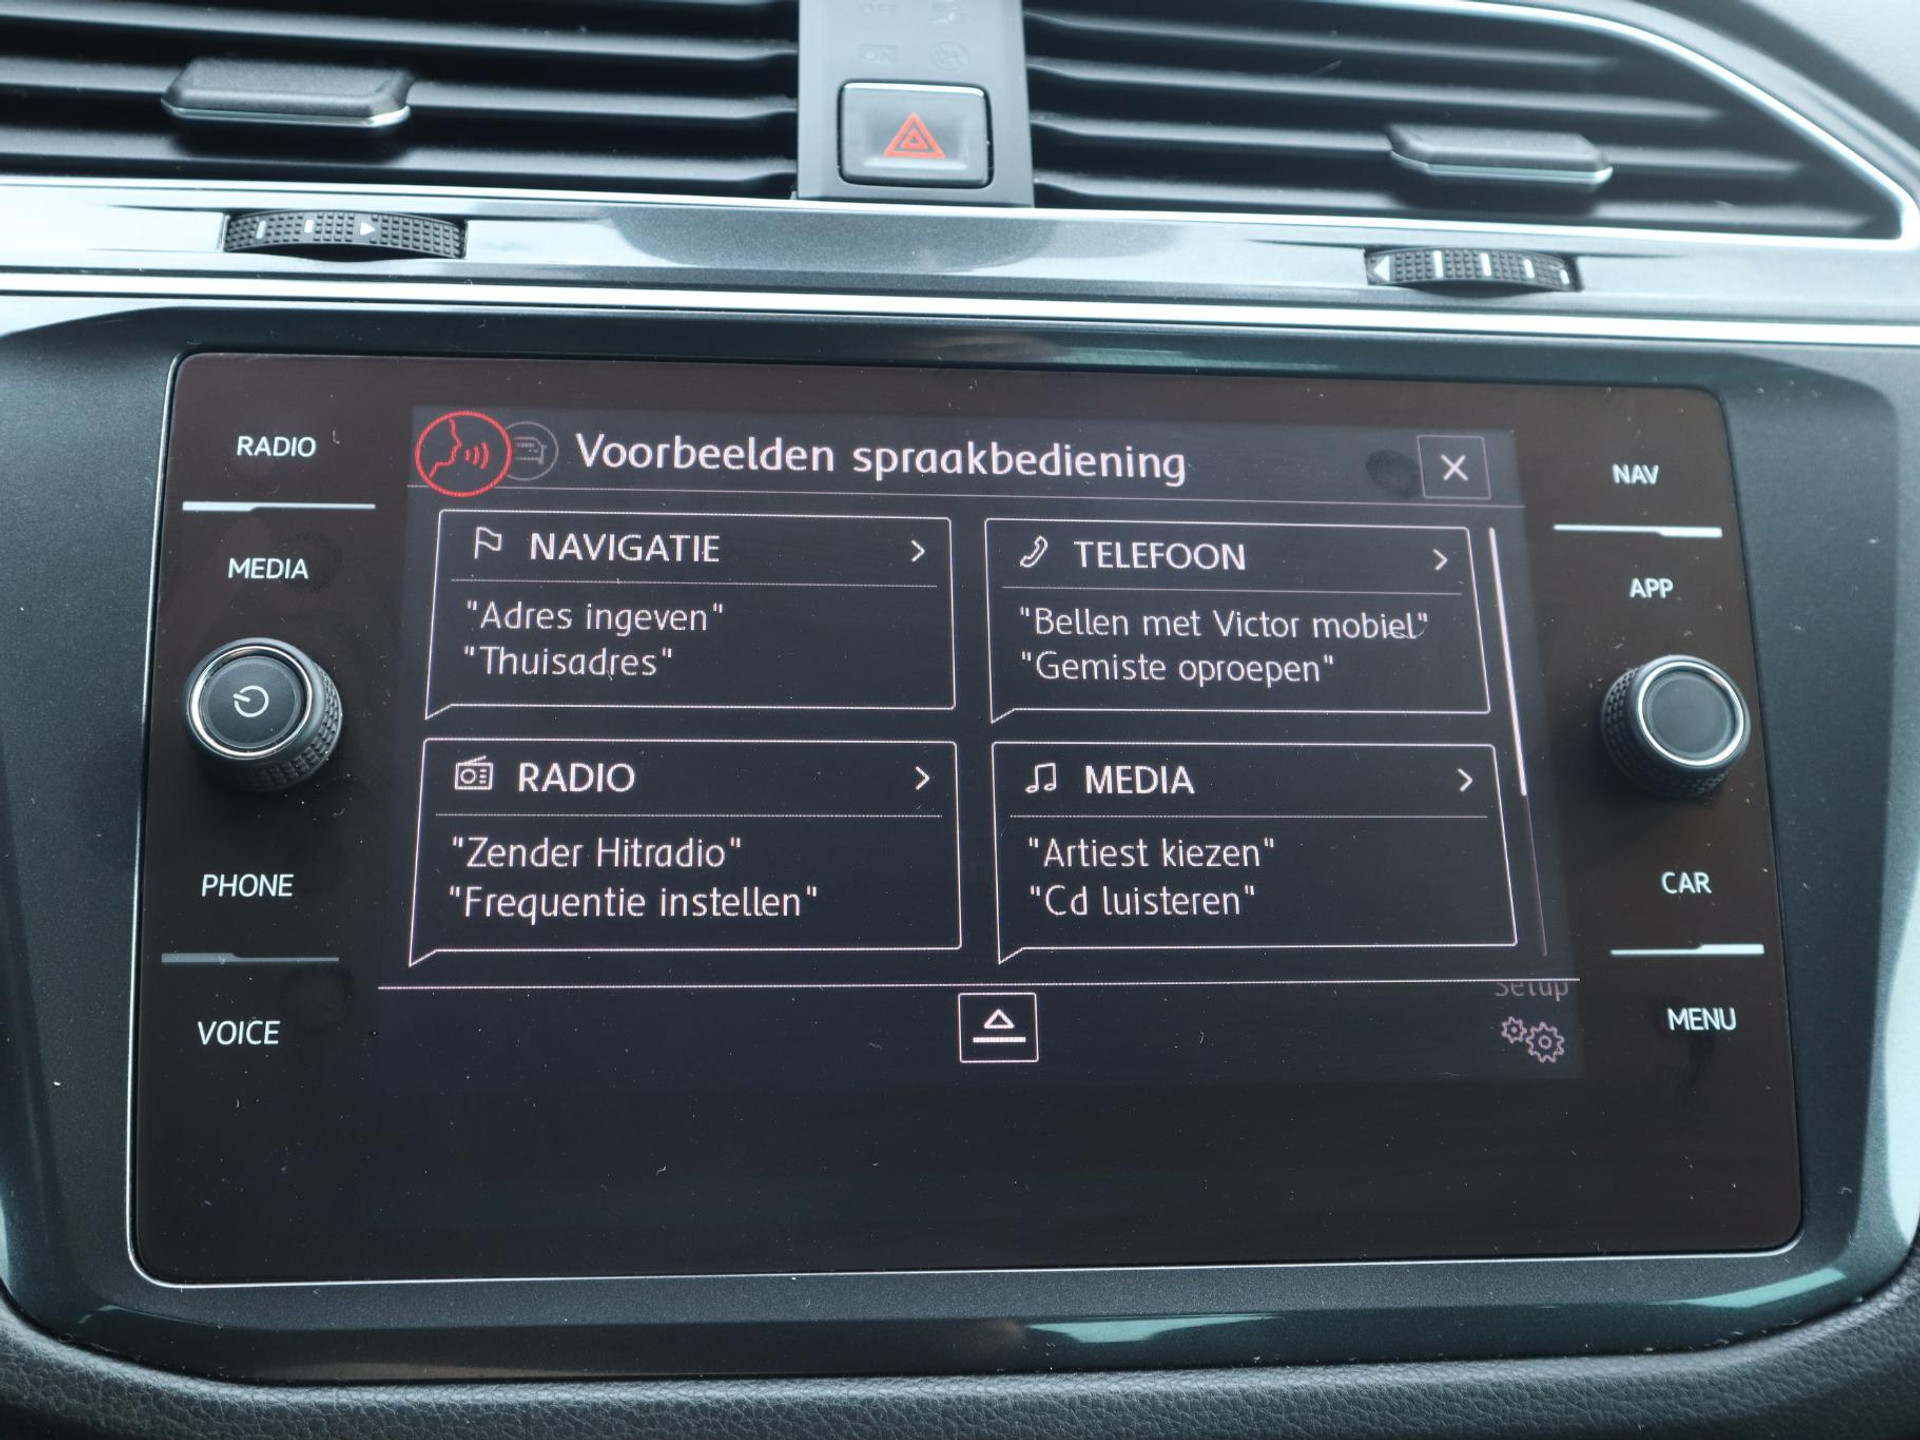 RADIO
MEDIA
PHONE
VOICE
Voorbeelden spraakbediening
NAVIGATIE
"Adres ingeven"
"Thuisadres"
TELEFOON
"Bellen met Victor mobiel"
"Gemiste oproepen"
RADIO
"Zender Hitradio"
"Frequentie instellen"
MEDIA
"Artiest kiezen"
"Cd luisteren"
Setup
NAV
APP
CAR
MENU